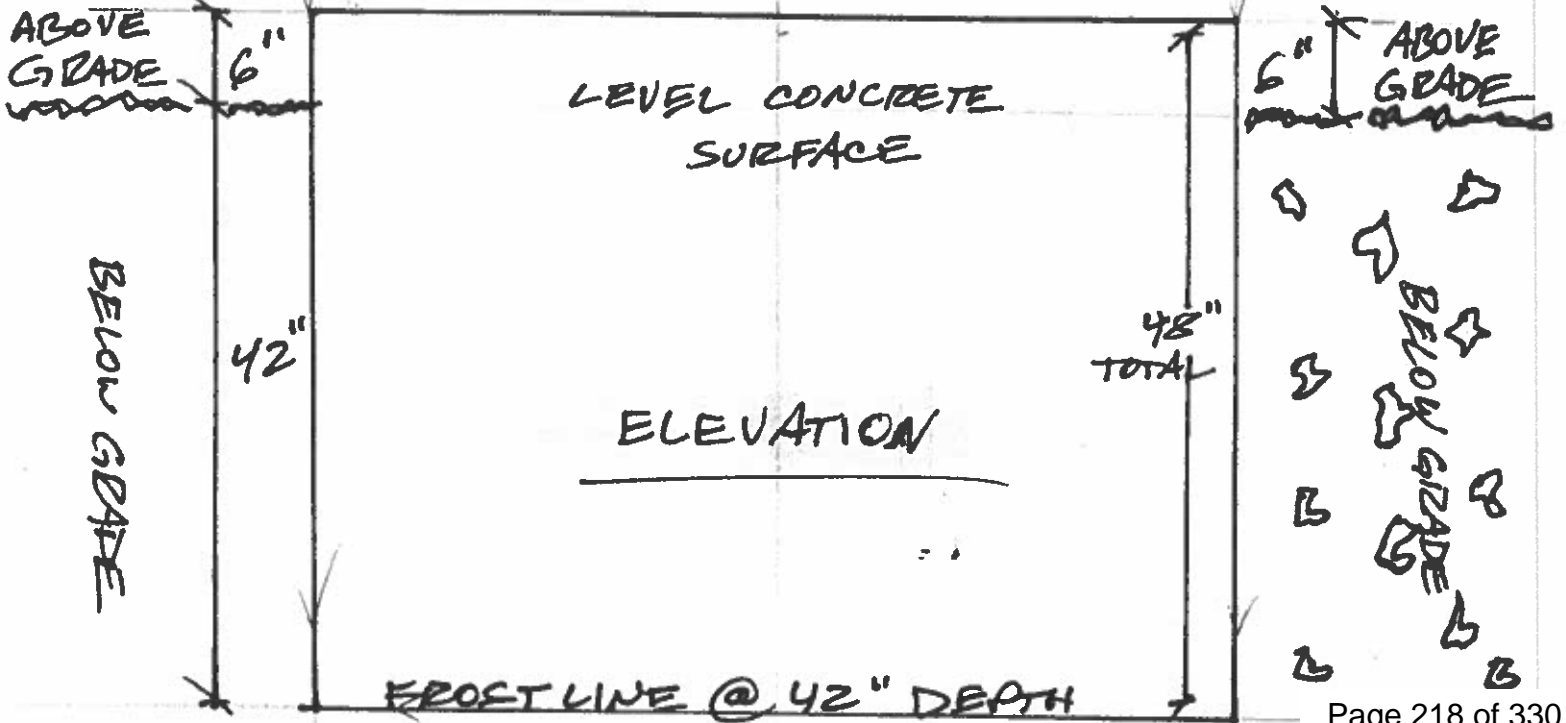 ABOVE
GRADE
6"
LEVEL CONCRETE
SURFACE
6"
ABOVE
GRADE
BELOW GRADE
42"
48"
TOTAL
ELEVATION
BELOW GRADE
FROST LINE @ 42" DEPTH
Page 218 of 330